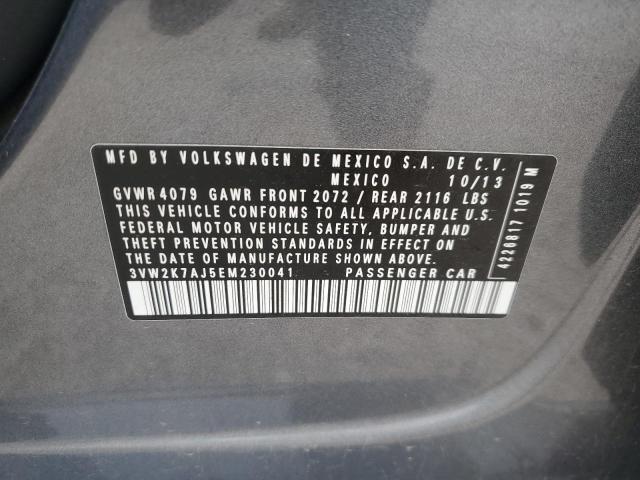 MFD BY VOLKSWAGEN DE MEXICO S.A. DE C.V.
MEXICO 10/13
GVWR 4079 GAWR FRONT 2072 / REAR 2116 LBS
THIS VEHICLE CONFORMS TO ALL APPLICABLE U.S.
FEDERAL MOTOR VEHICLE SAFETY, BUMPER AND
THEFT PREVENTION STANDARDS IN EFFECT ON
THE DATE OF MANUFACTURE SHOWN ABOVE.
3VW2K7AJ5EM230041 PASSENGER CAR
4226817 1019 M